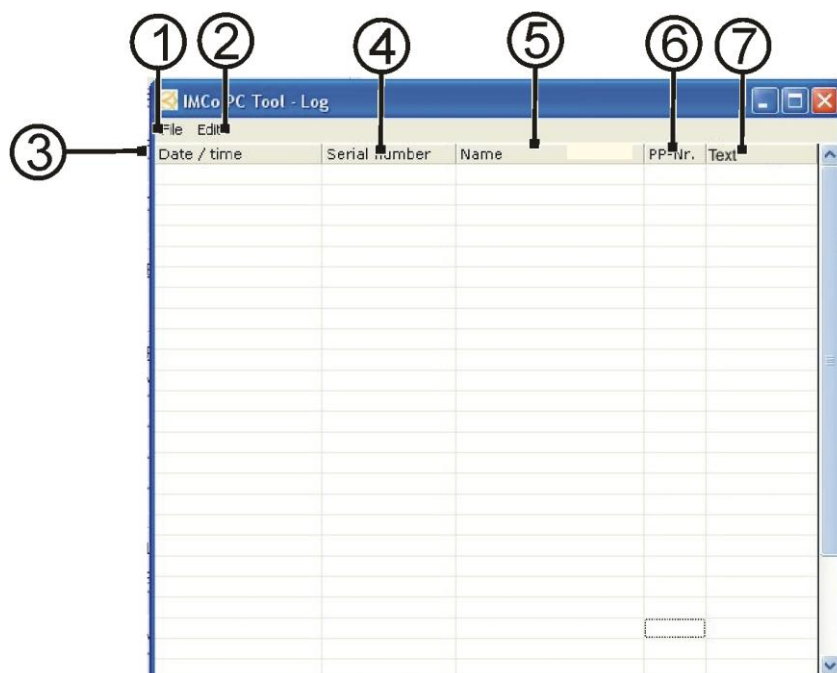 1 2 4 5 6 7
IMCo PC Tool - Log
File Edit
3
Date / time Serial number Name PP-Nr. Text